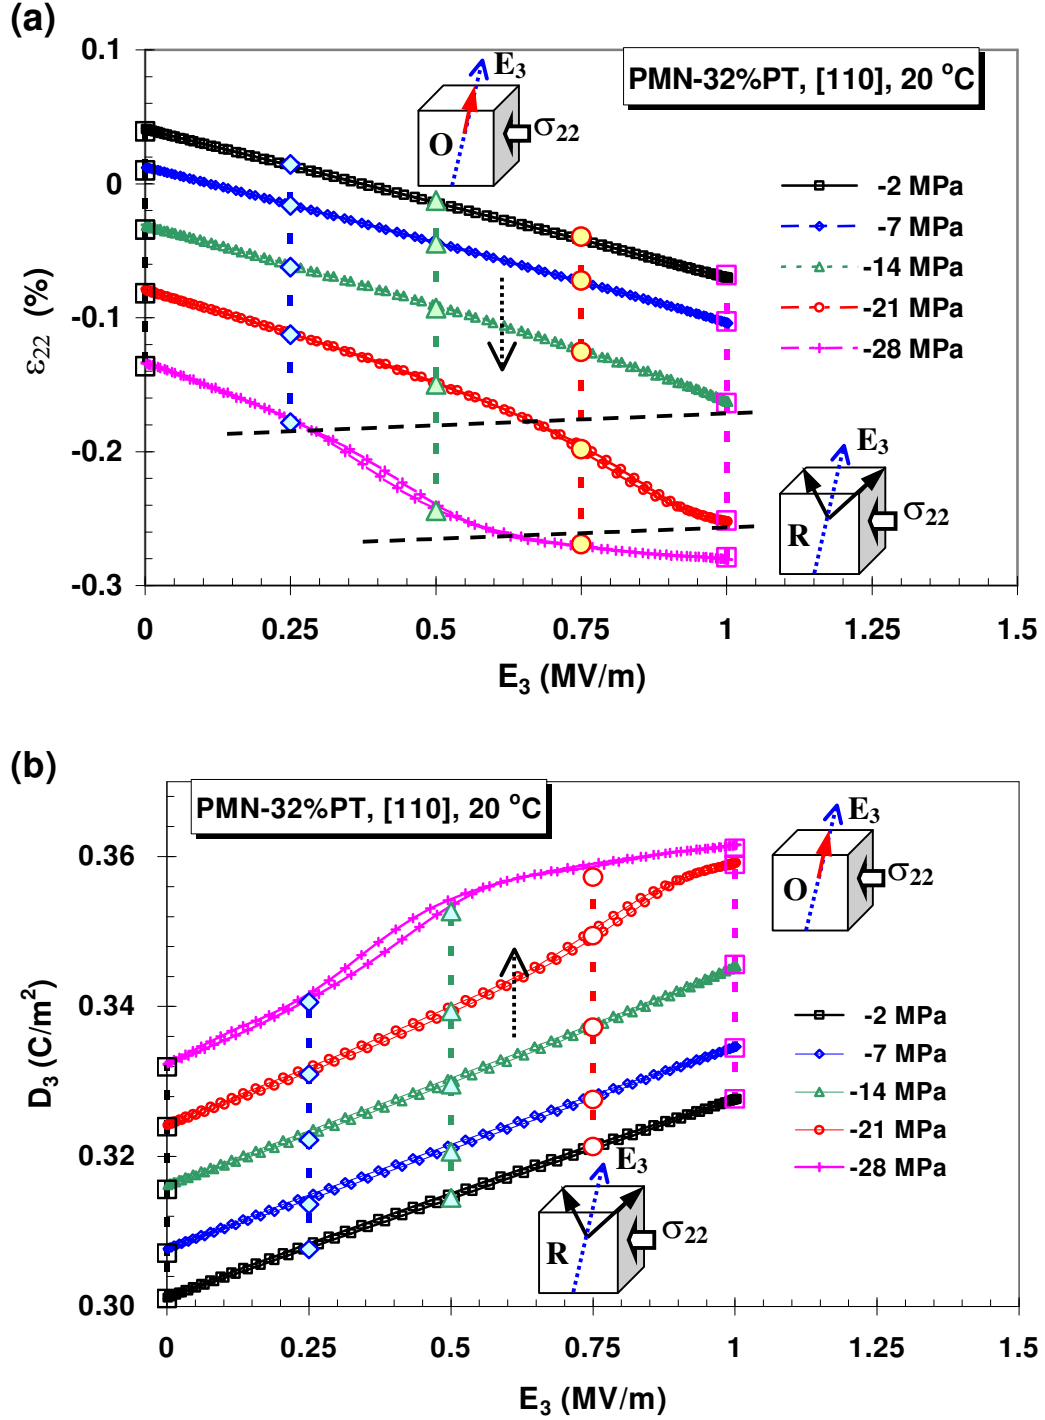 (a)
0.1
0
-0.1
-0.2
-0.3
ε22 (%)
PMN-32%PT, [110], 20 °C
E3
O
σ22
-2 MPa
-7 MPa
-14 MPa
-21 MPa
-28 MPa
E3
R
σ22
0
0.25
0.5
0.75
1
1.25
1.5
E3 (MV/m)
(b)
PMN-32%PT, [110], 20 °C
0.36
0.34
0.32
0.30
D3 (C/m²)
E3
O
σ22
-2 MPa
-7 MPa
-14 MPa
-21 MPa
-28 MPa
E3
R
σ22
0
0.25
0.5
0.75
1
1.25
1.5
E3 (MV/m)